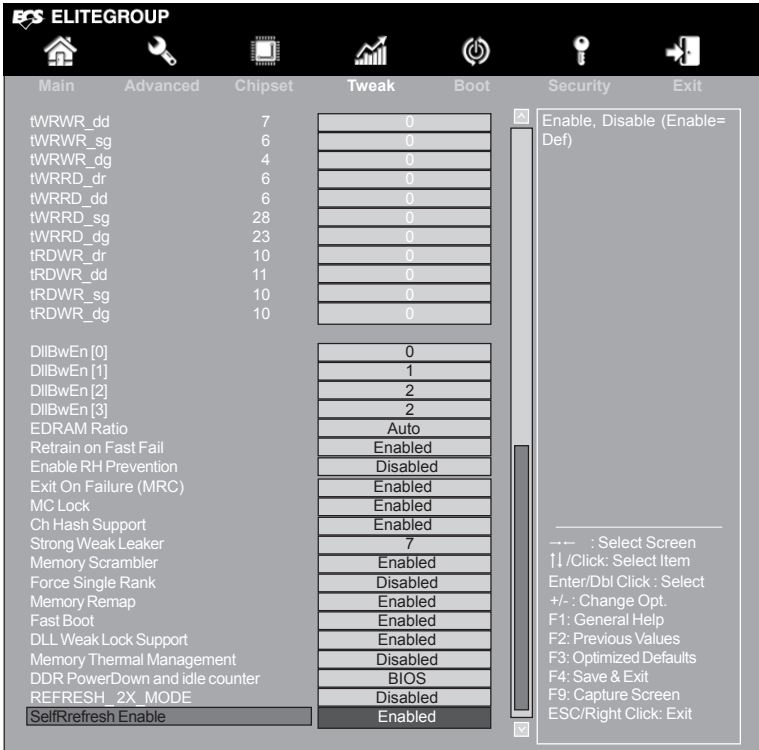 ECS ELITEGROUP
Main Advanced Chipset Tweak Boot Security Exit
tWRWR_dd 7 0
tWRWR_sg 6 0
tWRWR_dg 4 0
tWRRD_dr 6 0
tWRRD_dd 6 0
tWRRD_sg 28 0
tWRRD_dg 23 0
tRDWR_dr 10 0
tRDWR_dd 11 0
tRDWR_sg 10 0
tRDWR_dg 10 0
DllBwEn [0] 0
DllBwEn [1] 1
DllBwEn [2] 2
DllBwEn [3] 2
EDRAM Ratio Auto
Retrain on Fast Fail Enabled
Enable RH Prevention Disabled
Exit On Failure (MRC) Enabled
MC Lock Enabled
Ch Hash Support Enabled
Strong Weak Leaker 7
Memory Scrambler Enabled
Force Single Rank Disabled
Memory Remap Enabled
Fast Boot Enabled
DLL Weak Lock Support Enabled
Memory Thermal Management Disabled
DDR PowerDown and idle counter BIOS
REFRESH_2X_MODE Disabled
SelfRrefresh Enable Enabled
Enable, Disable (Enable=
Def)
→← : Select Screen
↑↓/Click: Select Item
Enter/Dbl Click : Select
+/- : Change Opt.
F1: General Help
F2: Previous Values
F3: Optimized Defaults
F4: Save & Exit
F9: Capture Screen
ESC/Right Click: Exit